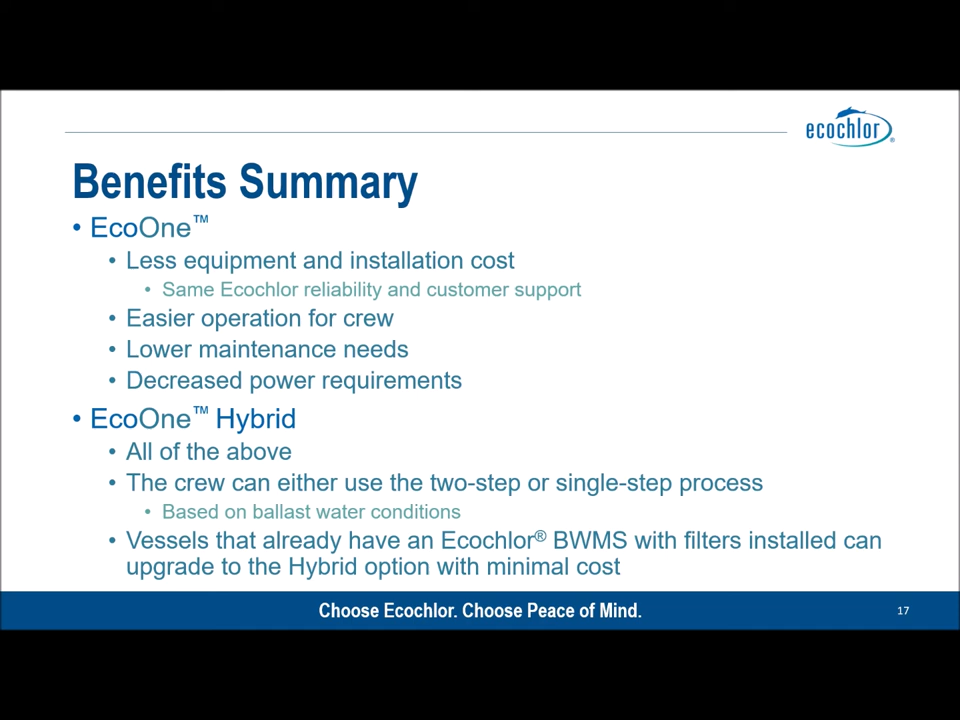 ecochlor®
Benefits Summary
• EcoOne™
• Less equipment and installation cost
• Same Ecochlor reliability and customer support
• Easier operation for crew
• Lower maintenance needs
• Decreased power requirements
• EcoOne™ Hybrid
• All of the above
• The crew can either use the two-step or single-step process
• Based on ballast water conditions
• Vessels that already have an Ecochlor® BWMS with filters installed can
upgrade to the Hybrid option with minimal cost
Choose Ecochlor. Choose Peace of Mind.
17